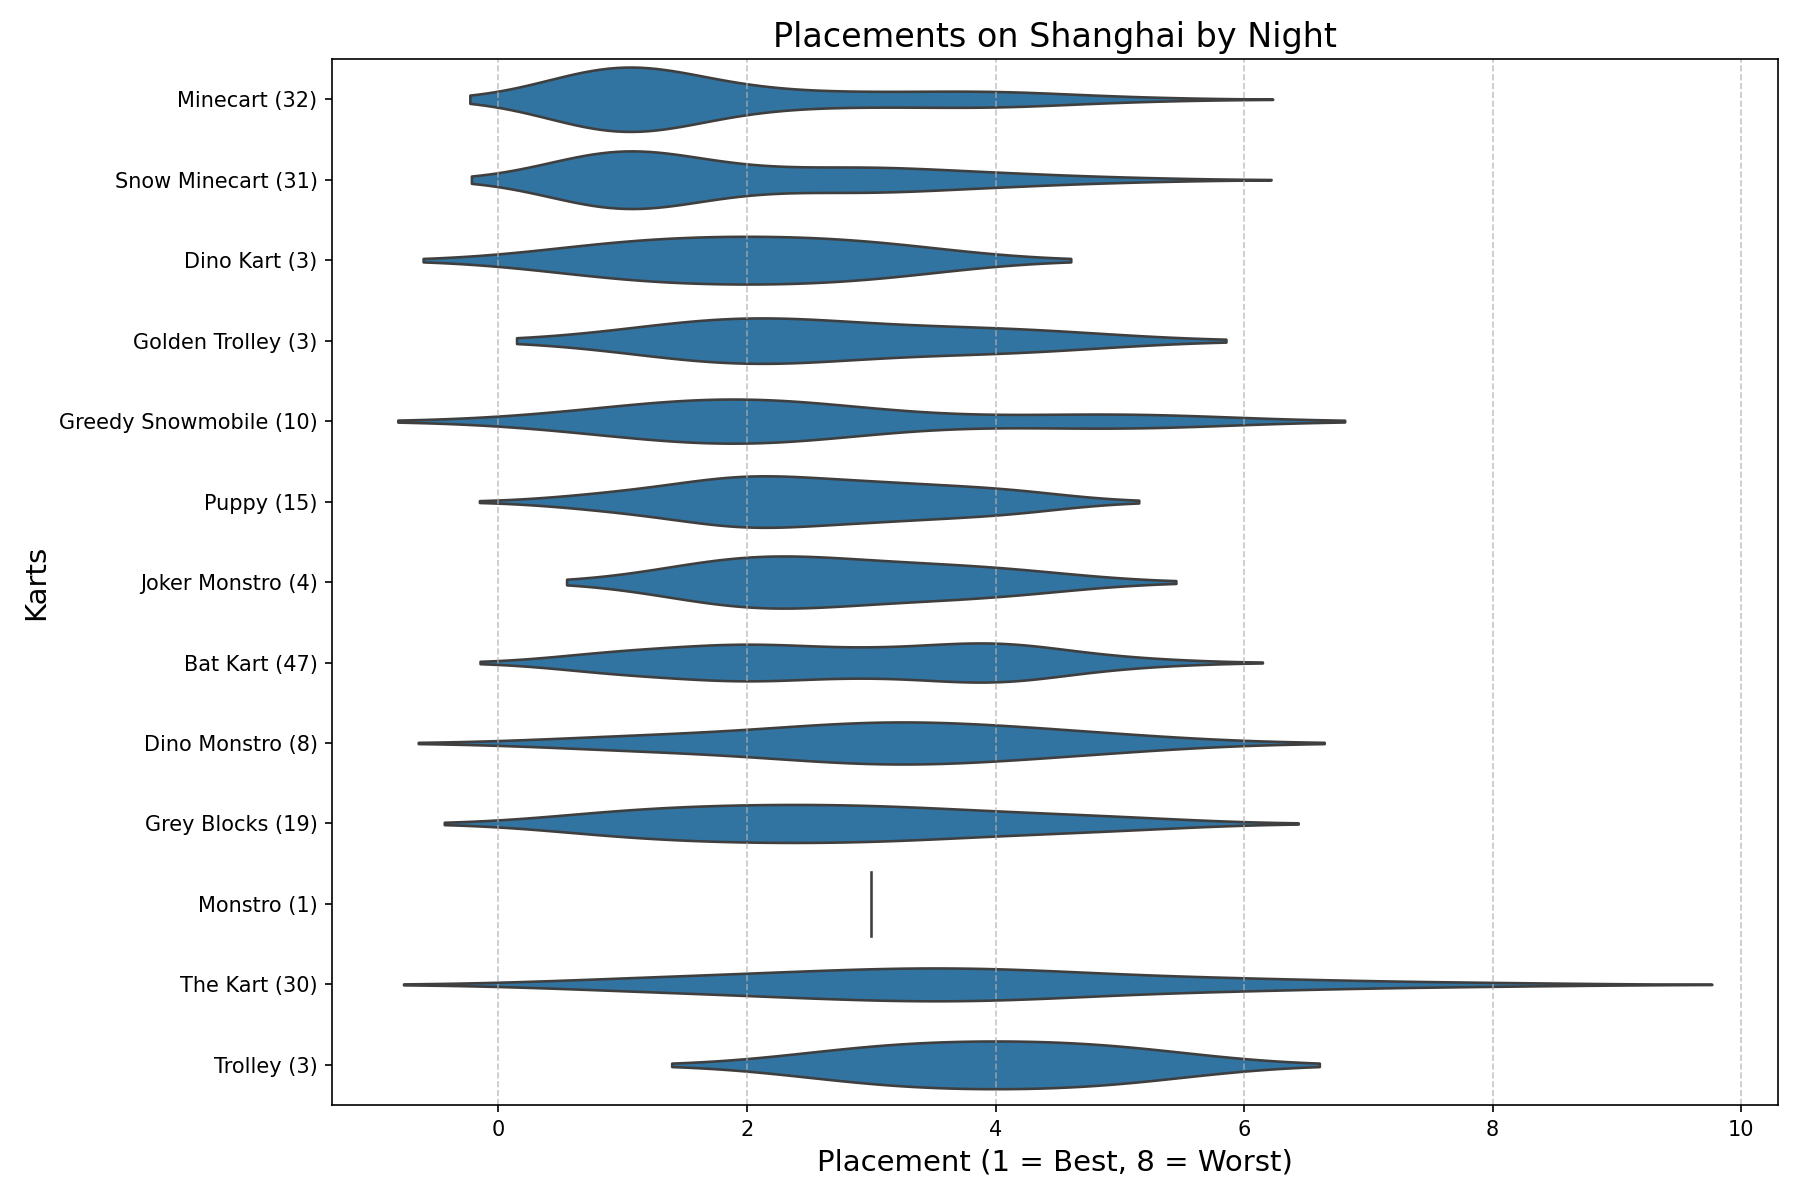 Placements on Shanghai by Night
Karts
Minecart (32)
Snow Minecart (31)
Dino Kart (3)
Golden Trolley (3)
Greedy Snowmobile (10)
Puppy (15)
Joker Monstro (4)
Bat Kart (47)
Dino Monstro (8)
Grey Blocks (19)
Monstro (1)
The Kart (30)
Trolley (3)
0 2 4 6 8 10
Placement (1 = Best, 8 = Worst)